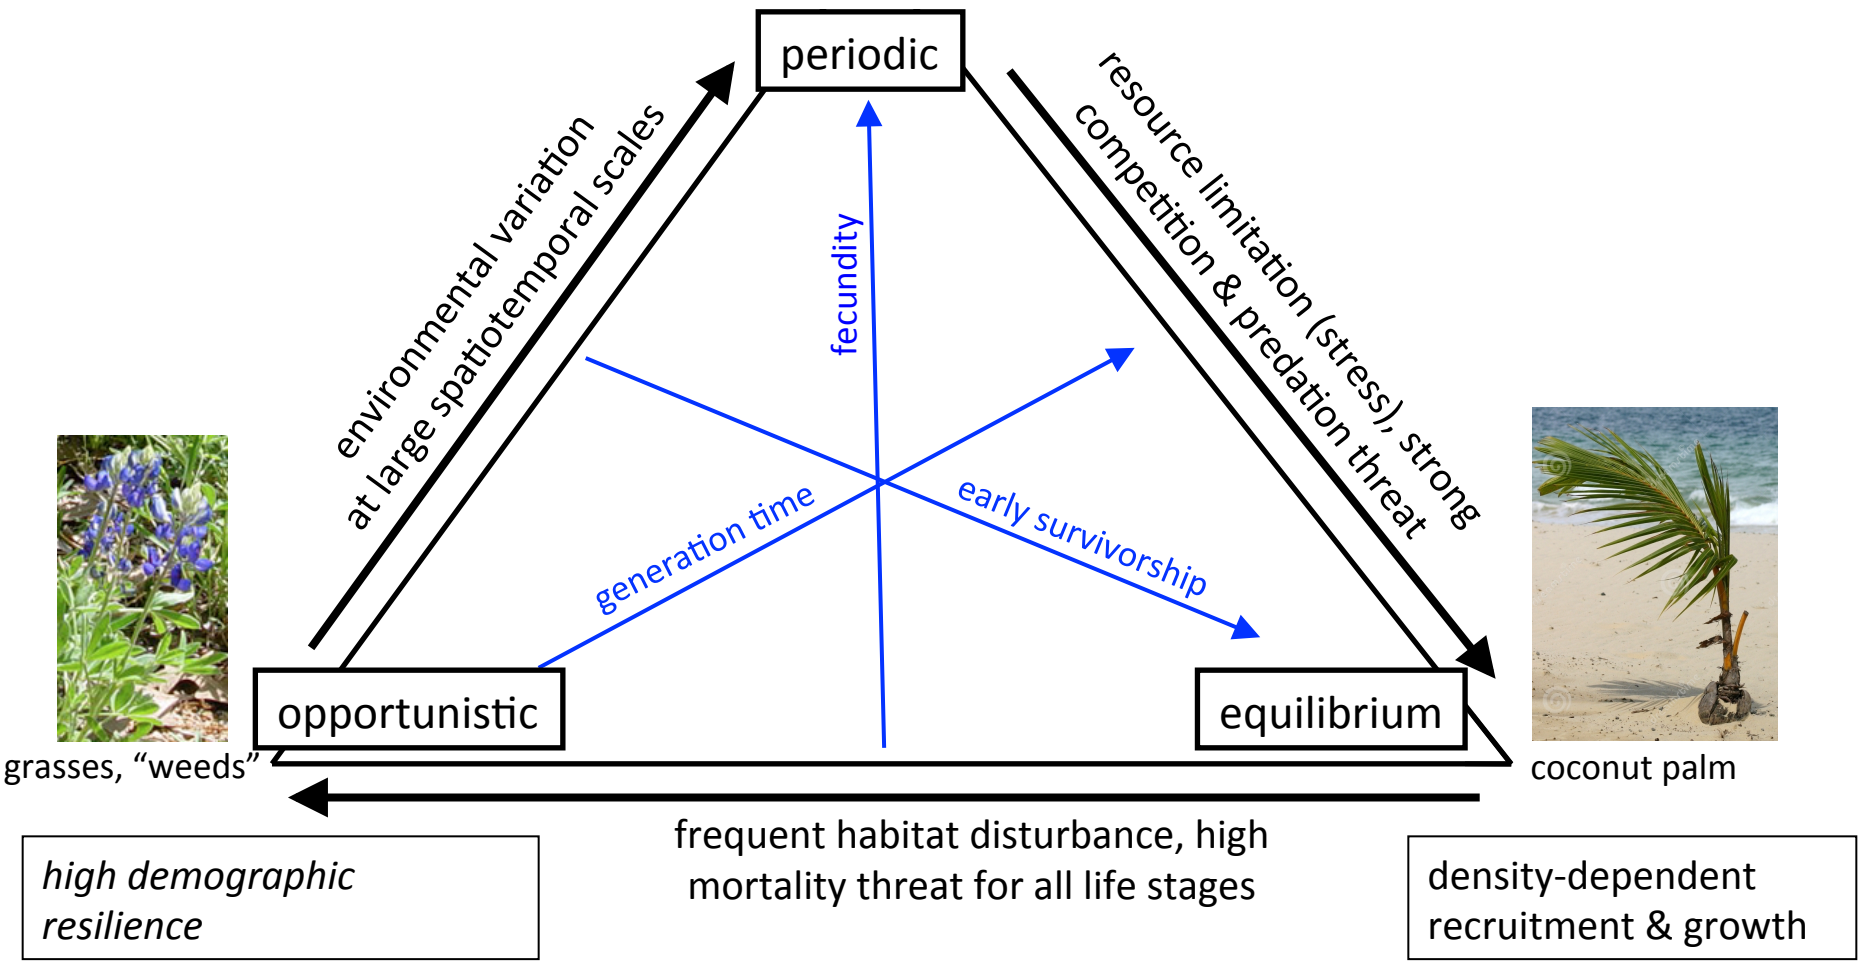 periodic
environmental variation
at large spatiotemporal scales
resource limitation (stress), strong
competition & predation threat
fecundity
generation time
early survivorship
opportunistic
equilibrium
grasses, “weeds”
coconut palm
frequent habitat disturbance, high
mortality threat for all life stages
high demographic
resilience
density-dependent
recruitment & growth